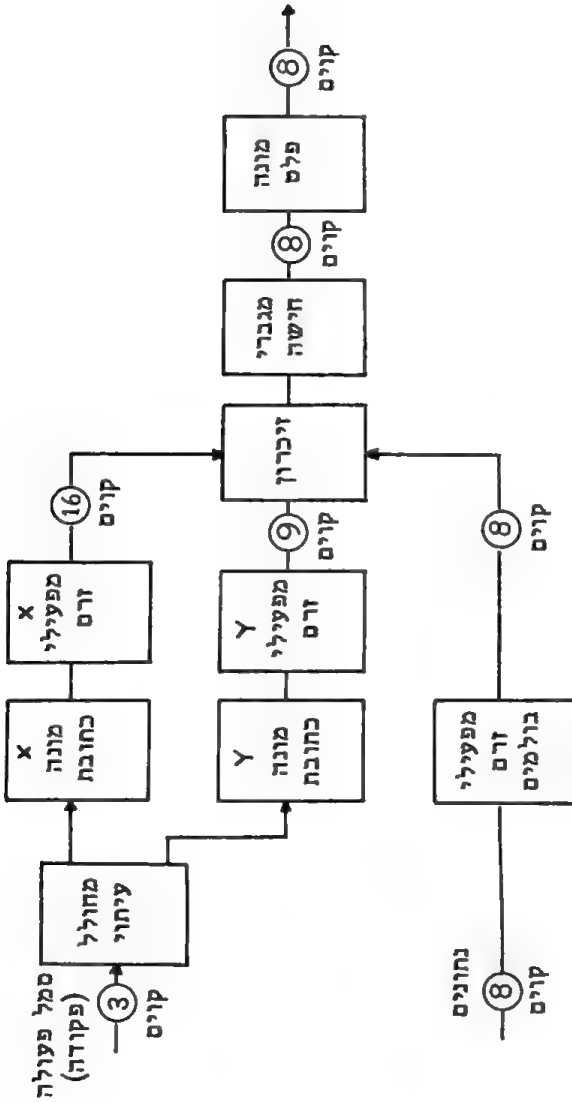 סמל פעולה
(פקודה)
3
קוים
מחולל
עיתוי
X
מונה
כתובת
X
מפעילי
זרם
16
קוים
Y
מונה
כתובת
Y
מפעילי
זרם
9
קוים
זיכרון
מגברי
חישה
8
קוים
מונה
פלט
8
קוים
נתונים
8
קוים
מפעילי
זרם
בולמים
8
קוים